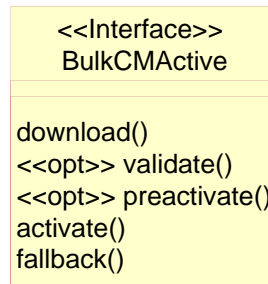 <<Interface>>
BulkCMActive
download()
<<opt>> validate()
<<opt>> preactivate()
activate()
fallback()